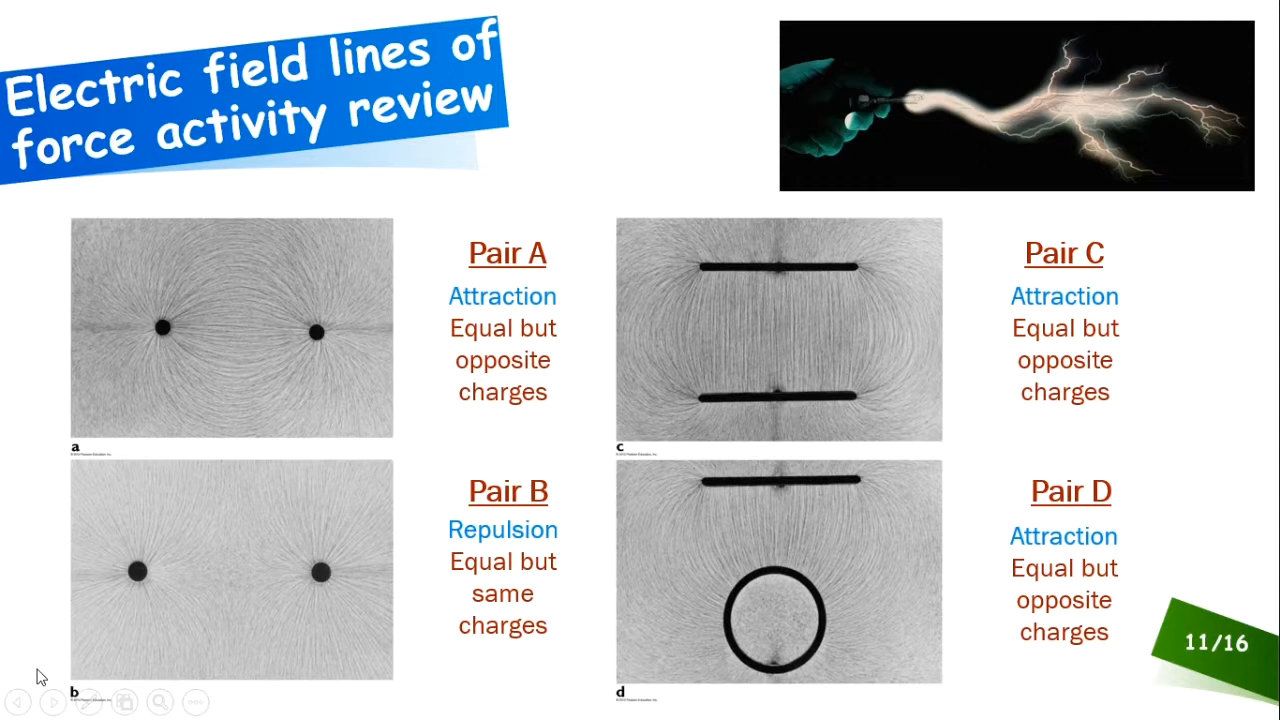 Electric field lines of
force activity review
Pair A
Attraction
Equal but
opposite
charges
a
Pair B
Repulsion
Equal but
same
charges
b
Pair C
Attraction
Equal but
opposite
charges
c
Pair D
Attraction
Equal but
opposite
charges
d
11/16